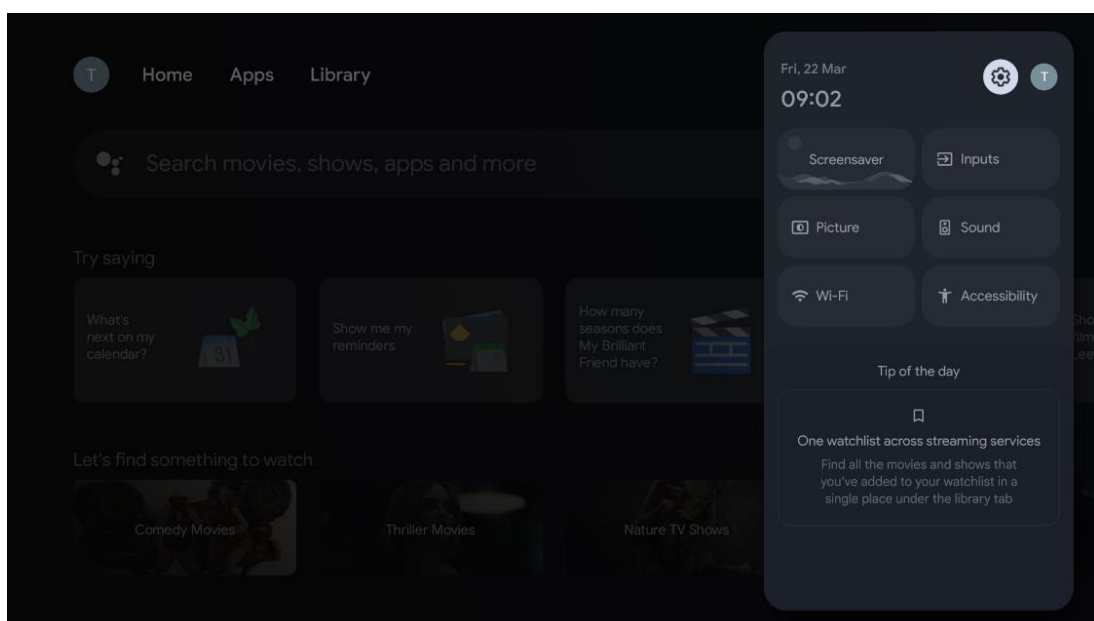 T
Home
Apps
Library
Search movies, shows, apps and more
Try saying
What's
next on my
calendar?
31
Show me my
reminders
How many
seasons does
My Brilliant
Friend have?
Let's find something to watch
Comedy Movies
Thriller Movies
Nature TV Shows
Fri, 22 Mar
09:02
T
Screensaver
Inputs
Picture
Sound
Wi-Fi
Accessibility
Tip of the day
One watchlist across streaming services
Find all the movies and shows that
you've added to your watchlist in a
single place under the library tab